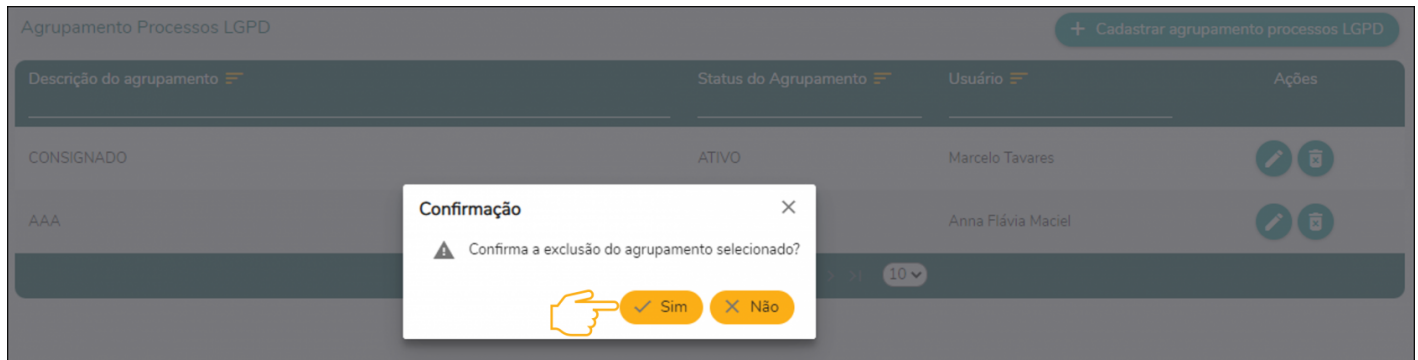 Agrupamento Processos LGPD
+ Cadastrar agrupamento processos LGPD
Descrição do agrupamento Status do Agrupamento Usuário Ações
CONSIGNADO ATIVO Marcelo Tavares
AAA Anna Flávia Maciel
Confirmação
Confirma a exclusão do agrupamento selecionado?
10
Sim Não